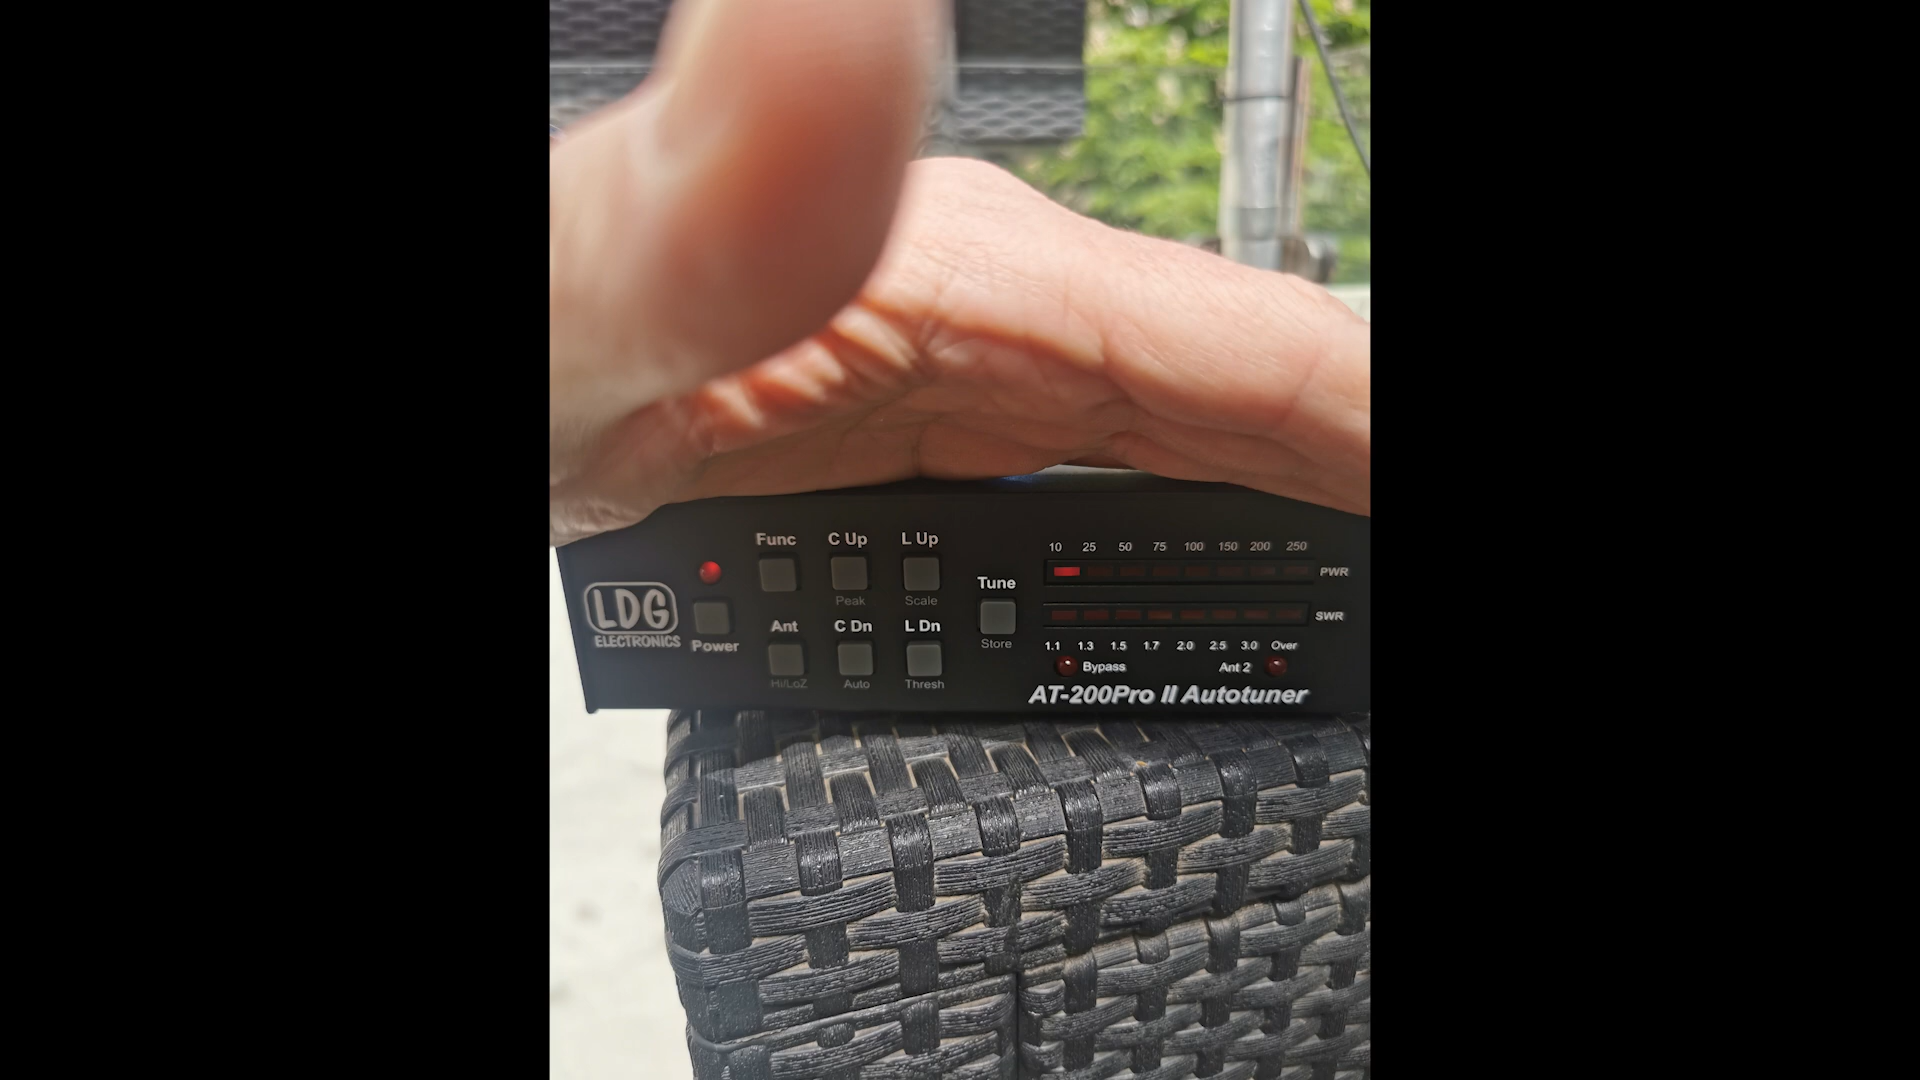 Func C Up L Up
Peak Scale
Tune
Store
LDG
ELECTRONICS
Power
Ant C Dn L Dn
Hi/LoZ Auto Thresh
10 25 50 75 100 150 200 250
PWR
SWR
1.1 1.3 1.5 1.7 2.0 2.5 3.0 Over
Bypass Ant 2
AT-200Pro II Autotuner